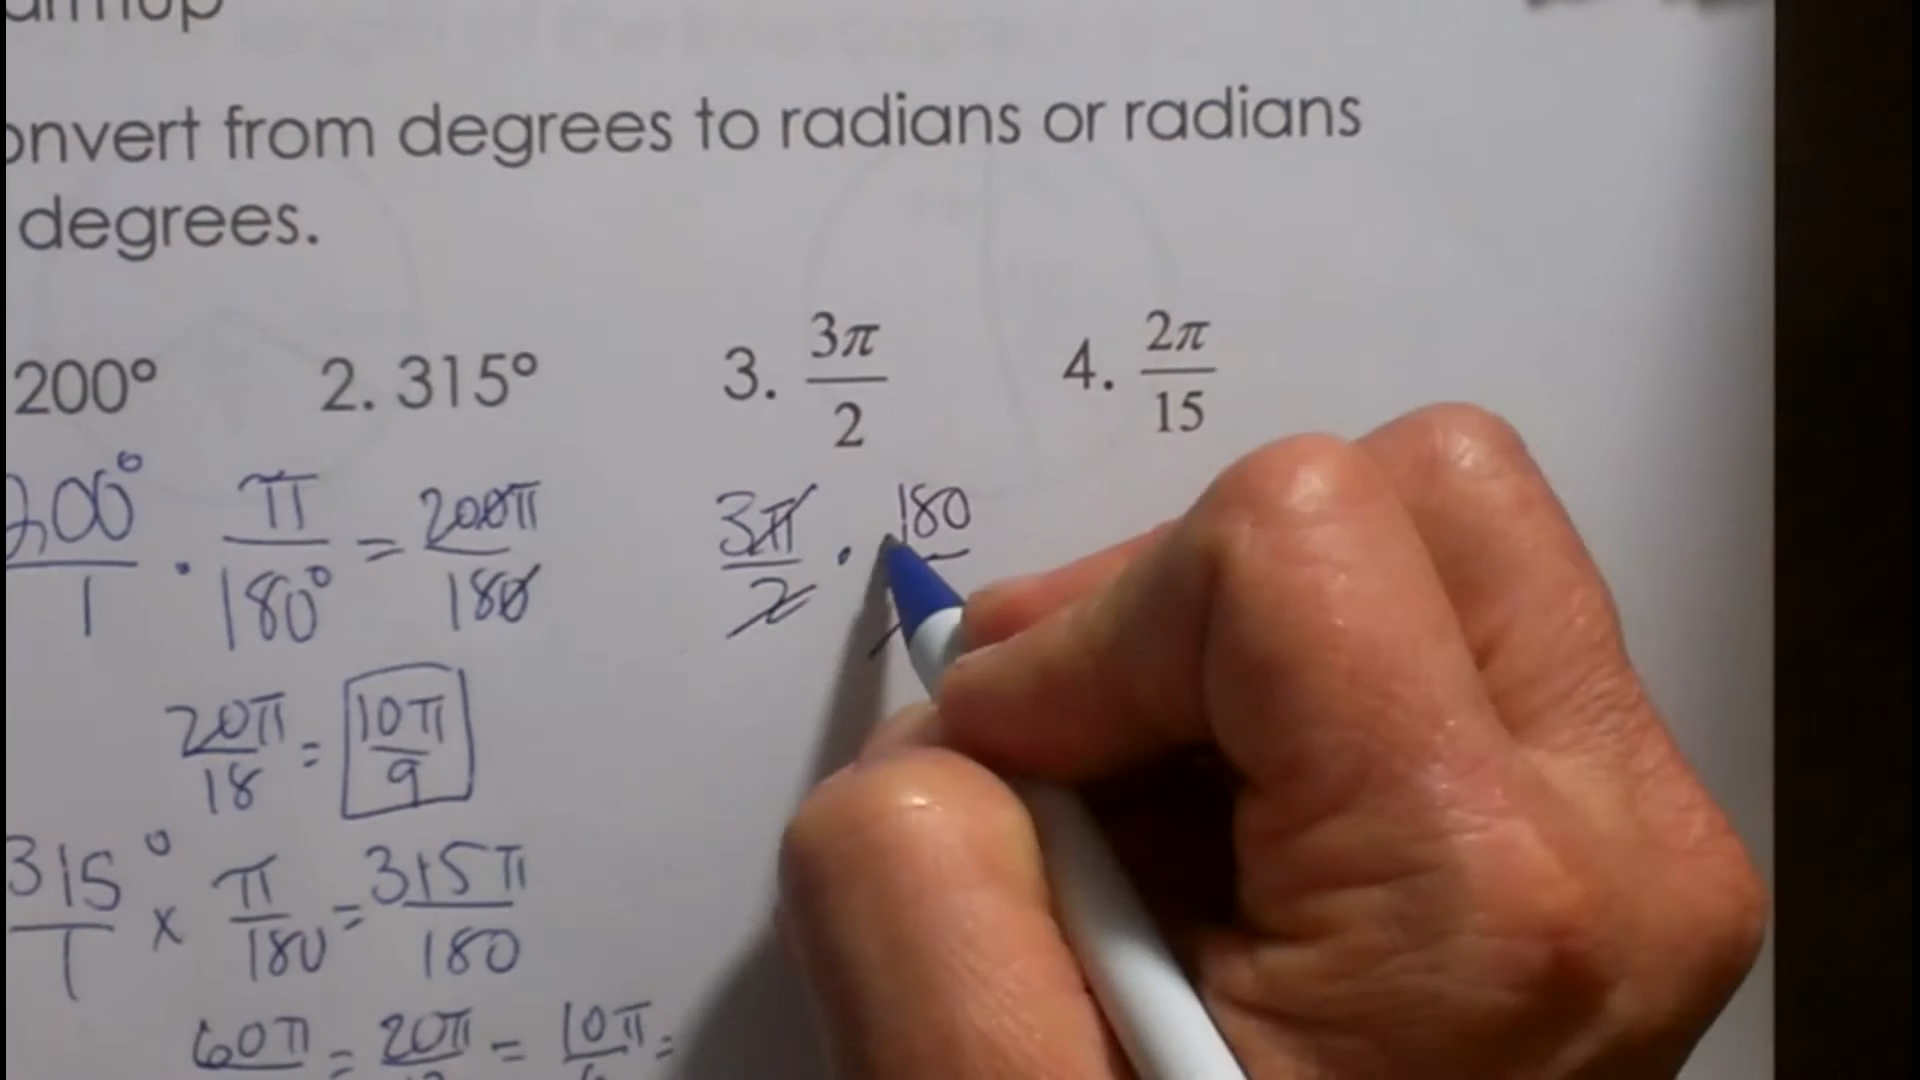 armup
onvert from degrees to radians or radians
degrees.
200° 2. 315° 3. 3π/2 4. 2π/15
200°/1 · π/180° = 200π/180 3π/2 · 180
20π/18 = 10π/9
315°/1 x π/180 = 315π/180
60π = 20π = 10π =